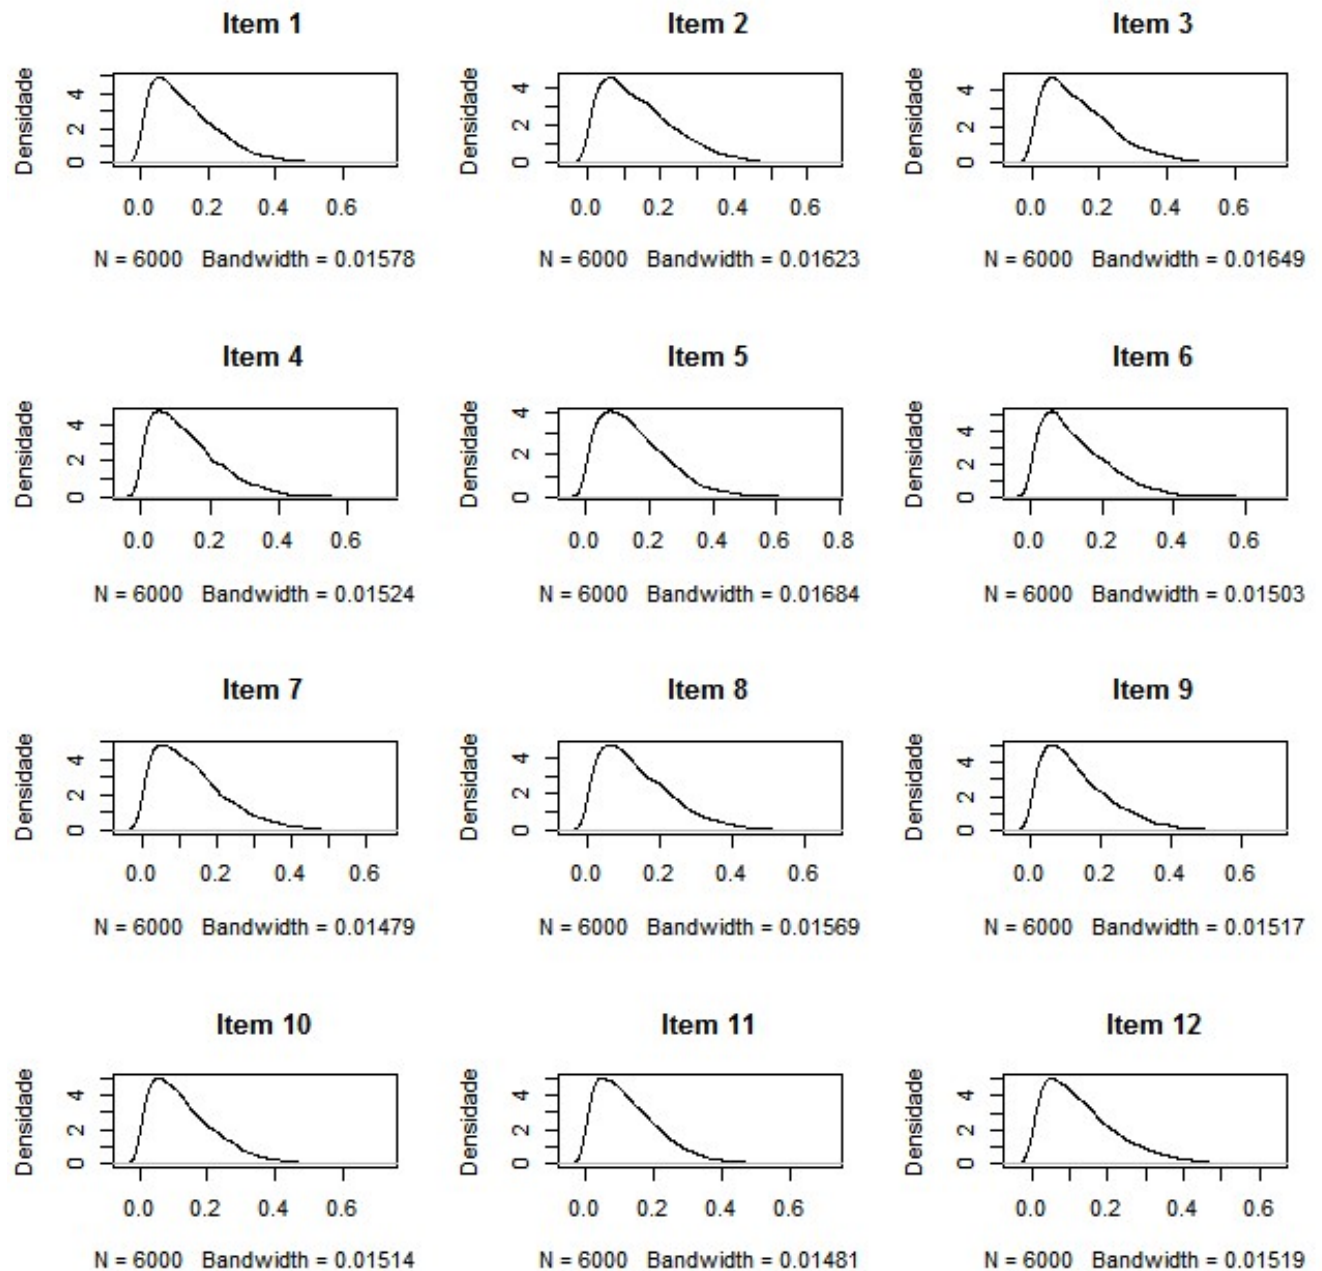 Item 1
Item 2
Item 3
Densidade
0 2 4
0.0 0.2 0.4 0.6
N = 6000 Bandwidth = 0.01578
Densidade
0 2 4
0.0 0.2 0.4 0.6
N = 6000 Bandwidth = 0.01623
Densidade
0 2 4
0.0 0.2 0.4 0.6
N = 6000 Bandwidth = 0.01649
Item 4
Item 5
Item 6
Densidade
0 2 4
0.0 0.2 0.4 0.6
N = 6000 Bandwidth = 0.01524
Densidade
0 2 4
0.0 0.2 0.4 0.6 0.8
N = 6000 Bandwidth = 0.01684
Densidade
0 2 4
0.0 0.2 0.4 0.6
N = 6000 Bandwidth = 0.01503
Item 7
Item 8
Item 9
Densidade
0 2 4
0.0 0.2 0.4 0.6
N = 6000 Bandwidth = 0.01479
Densidade
0 2 4
0.0 0.2 0.4 0.6
N = 6000 Bandwidth = 0.01569
Densidade
0 2 4
0.0 0.2 0.4 0.6
N = 6000 Bandwidth = 0.01517
Item 10
Item 11
Item 12
Densidade
0 2 4
0.0 0.2 0.4 0.6
N = 6000 Bandwidth = 0.01514
Densidade
0 2 4
0.0 0.2 0.4 0.6
N = 6000 Bandwidth = 0.01481
Densidade
0 2 4
0.0 0.2 0.4 0.6
N = 6000 Bandwidth = 0.01519